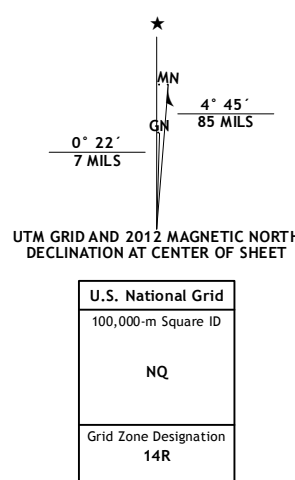 ★
MN
4° 45´
85 MILS
GN
0° 22´
7 MILS
UTM GRID AND 2012 MAGNETIC NORTH
DECLINATION AT CENTER OF SHEET
U.S. National Grid
100,000-m Square ID
NQ
Grid Zone Designation
14R